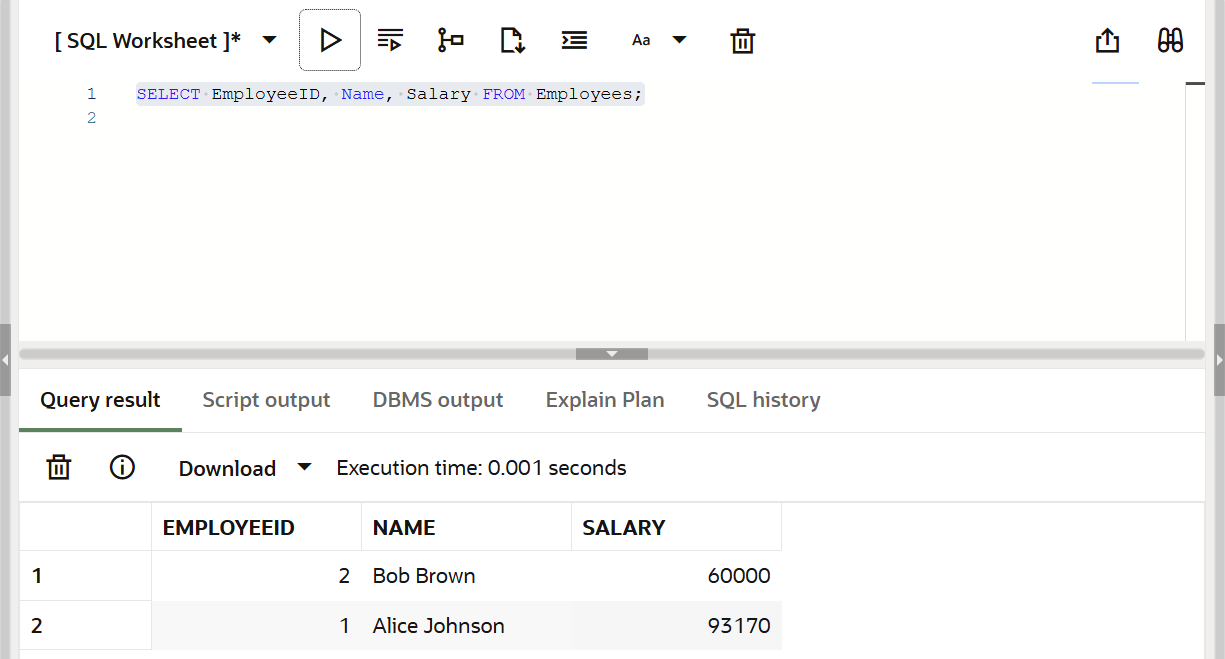 [ SQL Worksheet ]* Aa
1 SELECT EmployeeID, Name, Salary FROM Employees;
2
Query result Script output DBMS output Explain Plan SQL history
Download Execution time: 0.001 seconds
EMPLOYEEID NAME SALARY
1 2 Bob Brown 60000
2 1 Alice Johnson 93170